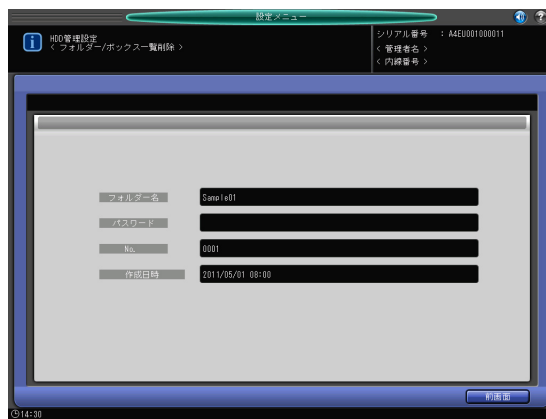 設定メニュー
HDD管理設定
< フォルダー/ボックス一覧削除 >
シリアル番号 : A4EU001000011
< 管理者名 >
< 内線番号 >
フォルダー名 Sample01
パスワード
No. 0001
作成日時 2011/05/01 08:00
前画面
14:30